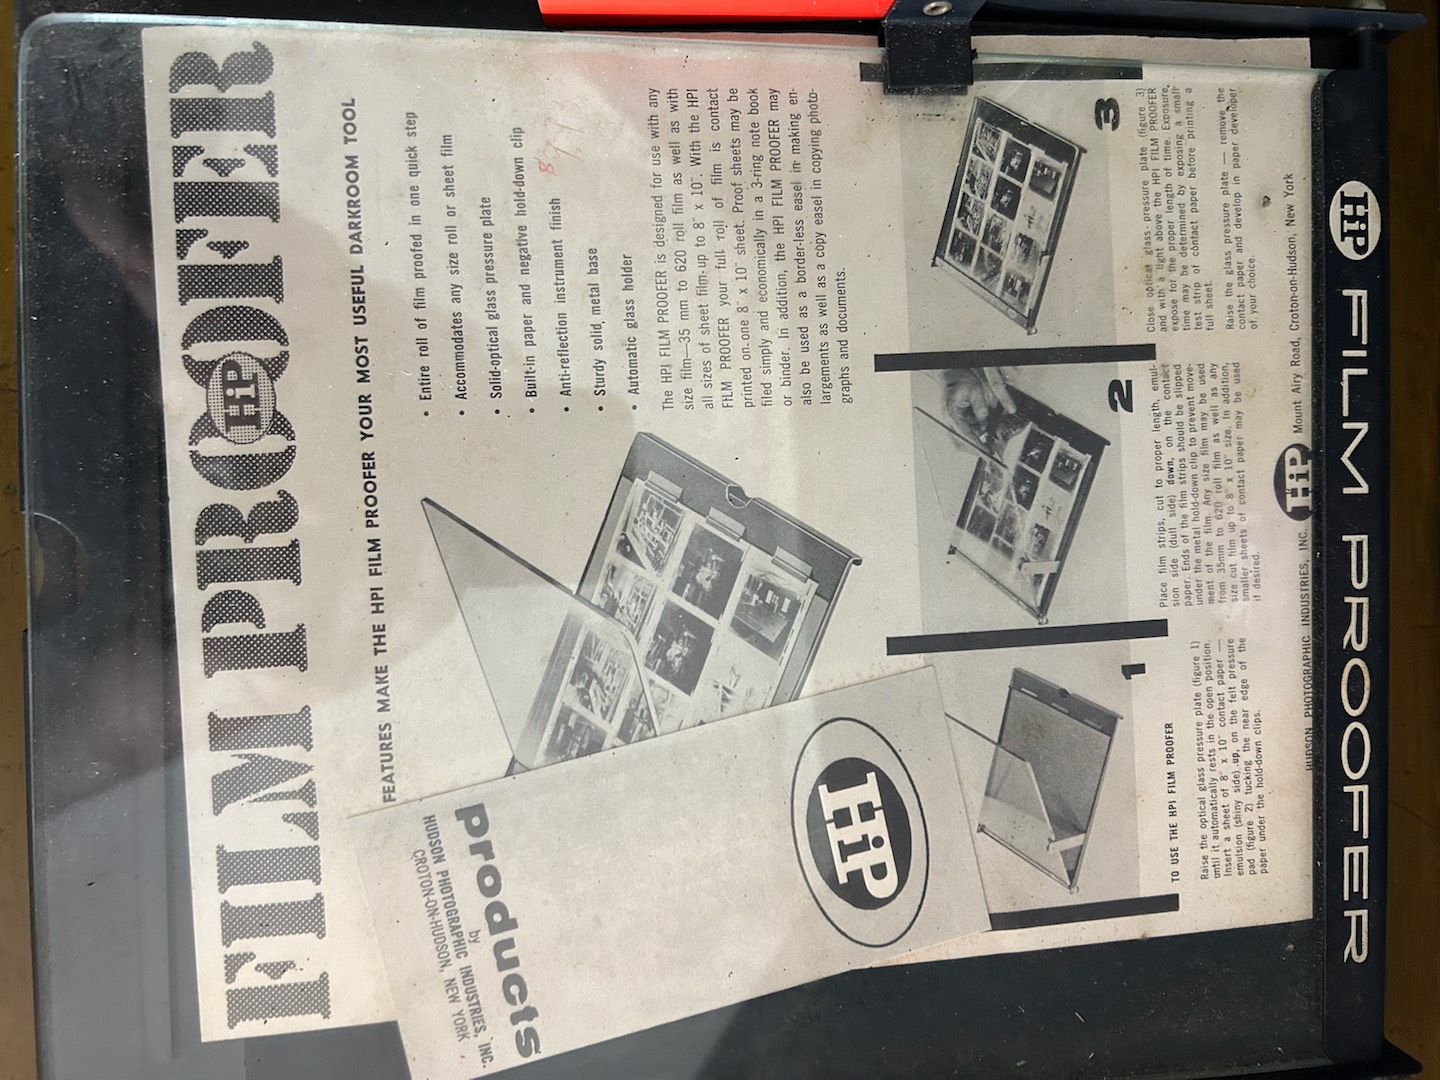 FILM PROOFER
HiP
FEATURES MAKE THE HPI FILM PROOFER YOUR MOST USEFUL DARKROOM TOOL
• Entire roll of film proofed in one quick step
• Accommodates any size roll or sheet film
• Solid-optical glass pressure plate
• Built-in paper and negative hold-down clip
• Anti-reflection instrument finish
• Sturdy solid, metal base
• Automatic glass holder
The HPI FILM PROOFER is designed for use with any
size film—35 mm to 620 roll film as well as with
all sizes of sheet film-up to 8" x 10". With the HPI
FILM PROOFER your full roll of film is contact
printed on one 8" x 10" sheet. Proof sheets may be
filed simply and economically in a 3-ring note book
or binder. In addition, the HPI FILM PROOFER may
also be used as a border-less easel in making en-
largements as well as a copy easel in copying photo-
graphs and documents.
products
by
HUDSON PHOTOGRAPHIC INDUSTRIES, INC.
CROTON-ON-HUDSON, NEW YORK
HiP
1
TO USE THE HPI FILM PROOFER
Raise the optical glass pressure plate (figure 1)
until it automatically rests in the open position.
Insert a sheet of 8" x 10" contact paper —
emulsion (shiny side) up, on the felt pressure
pad (figure 2) tucking the near edge of the
paper under the hold-down clips.
2
Place film strips, cut to proper length, emul-
sion side (dull side) down, on the contact
paper. Ends of the film strips should be slipped
under the metal hold-down clip to prevent move-
ment of the film. Any size film may be used
from 35mm to 620 roll film as well as any
size cut film up to 8" x 10" size. In addition,
smaller sheets of contact paper may be used
if desired.
3
Close optical glass pressure plate (figure 3)
and with a light above the HPI FILM PROOFER
expose for the proper length of time. Exposure
time may be determined by exposing a small
test strip of contact paper before printing a
full sheet.
Raise the glass pressure plate — remove the
contact paper and develop in paper developer
of your choice.
HUDSON PHOTOGRAPHIC INDUSTRIES, INC. HiP Mount Airy Road, Croton-on-Hudson, New York
FILM PROOFER HiP